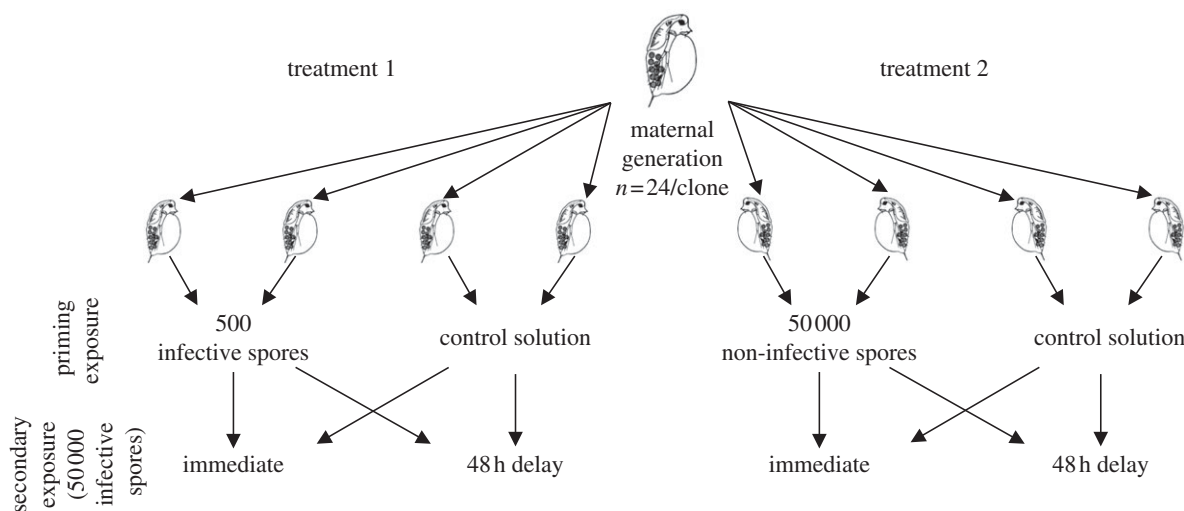 treatment 1
treatment 2
maternal
generation
n=24/clone
priming
exposure
500
infective spores
control solution
50 000
non-infective spores
control solution
secondary
exposure
(50 000
infective
spores)
immediate
48 h delay
immediate
48 h delay